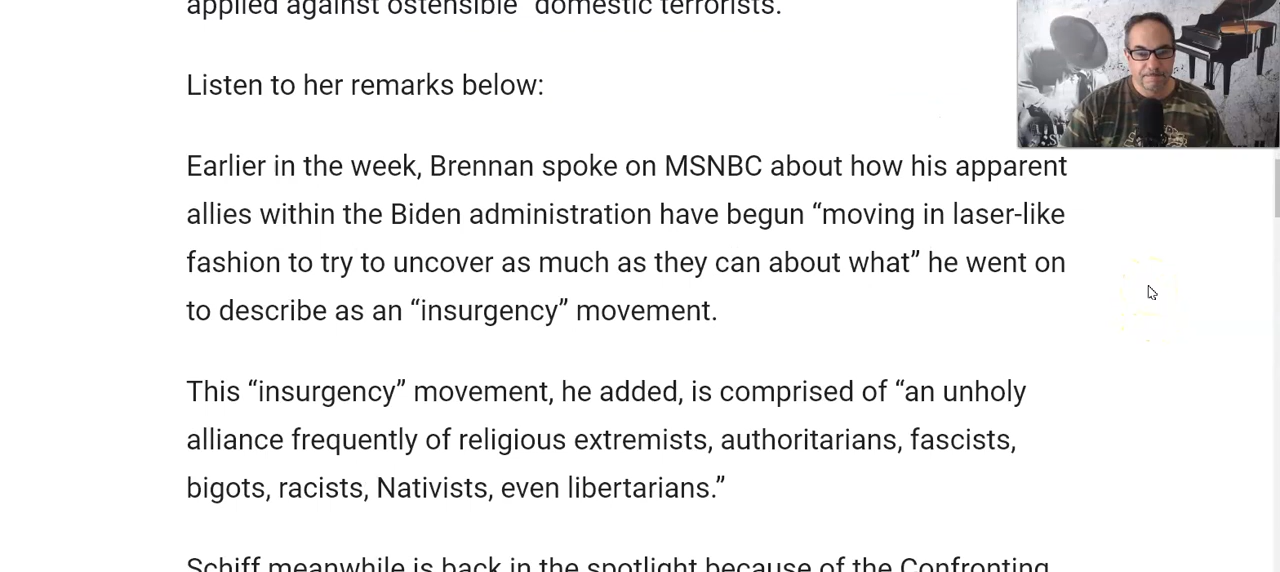 applied against ostensible “domestic terrorists.
Listen to her remarks below:
Earlier in the week, Brennan spoke on MSNBC about how his apparent
allies within the Biden administration have begun “moving in laser-like
fashion to try to uncover as much as they can about what” he went on
to describe as an “insurgency” movement.
This “insurgency” movement, he added, is comprised of “an unholy
alliance frequently of religious extremists, authoritarians, fascists,
bigots, racists, Nativists, even libertarians.”
Schiff meanwhile is back in the spotlight because of the Confronting